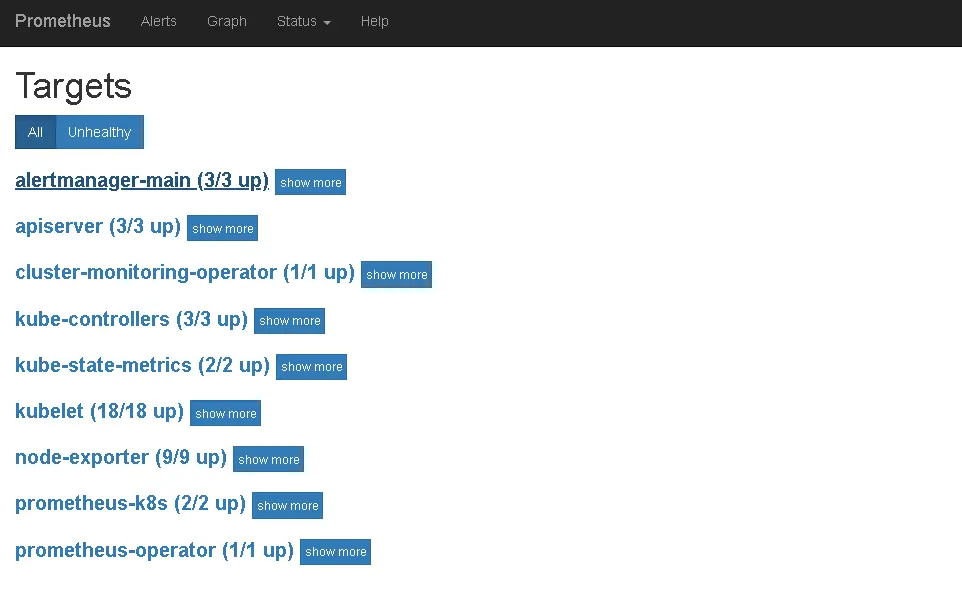 Prometheus Alerts Graph Status Help
Targets
All Unhealthy
alertmanager-main (3/3 up) show more
apiserver (3/3 up) show more
cluster-monitoring-operator (1/1 up) show more
kube-controllers (3/3 up) show more
kube-state-metrics (2/2 up) show more
kubelet (18/18 up) show more
node-exporter (9/9 up) show more
prometheus-k8s (2/2 up) show more
prometheus-operator (1/1 up) show more